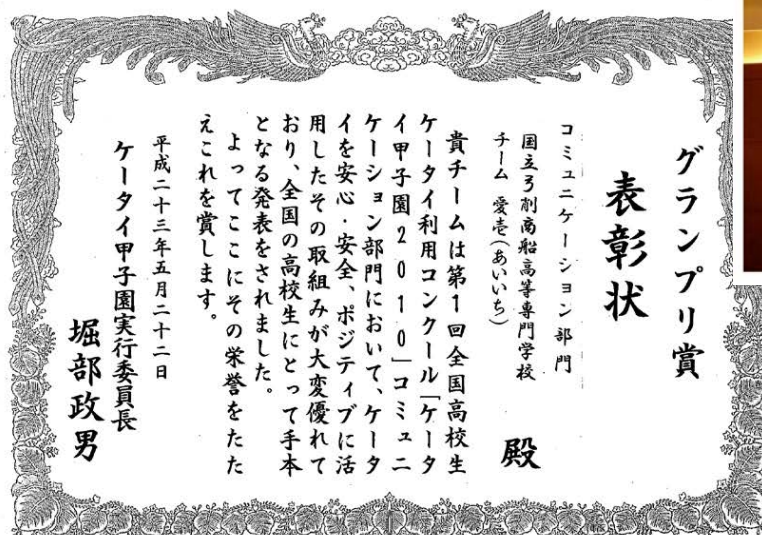 グランプリ賞
表彰状
コミュニケーション部門
国立弓削商船高等専門学校
チーム 愛壱(あいいち)
殿
貴チームは第1回全国高校生
ケータイ利用コンクール「ケータ
イ甲子園2010」コミュニ
ケーション部門において、ケータ
イを安心・安全、ポジティブに活
用したその取組みが大変優れて
おり、全国の高校生にとって手本
となる発表をされました。
よってここにその栄誉をたた
えこれを賞します。
平成二十三年五月二十二日
ケータイ甲子園実行委員長
堀部政男